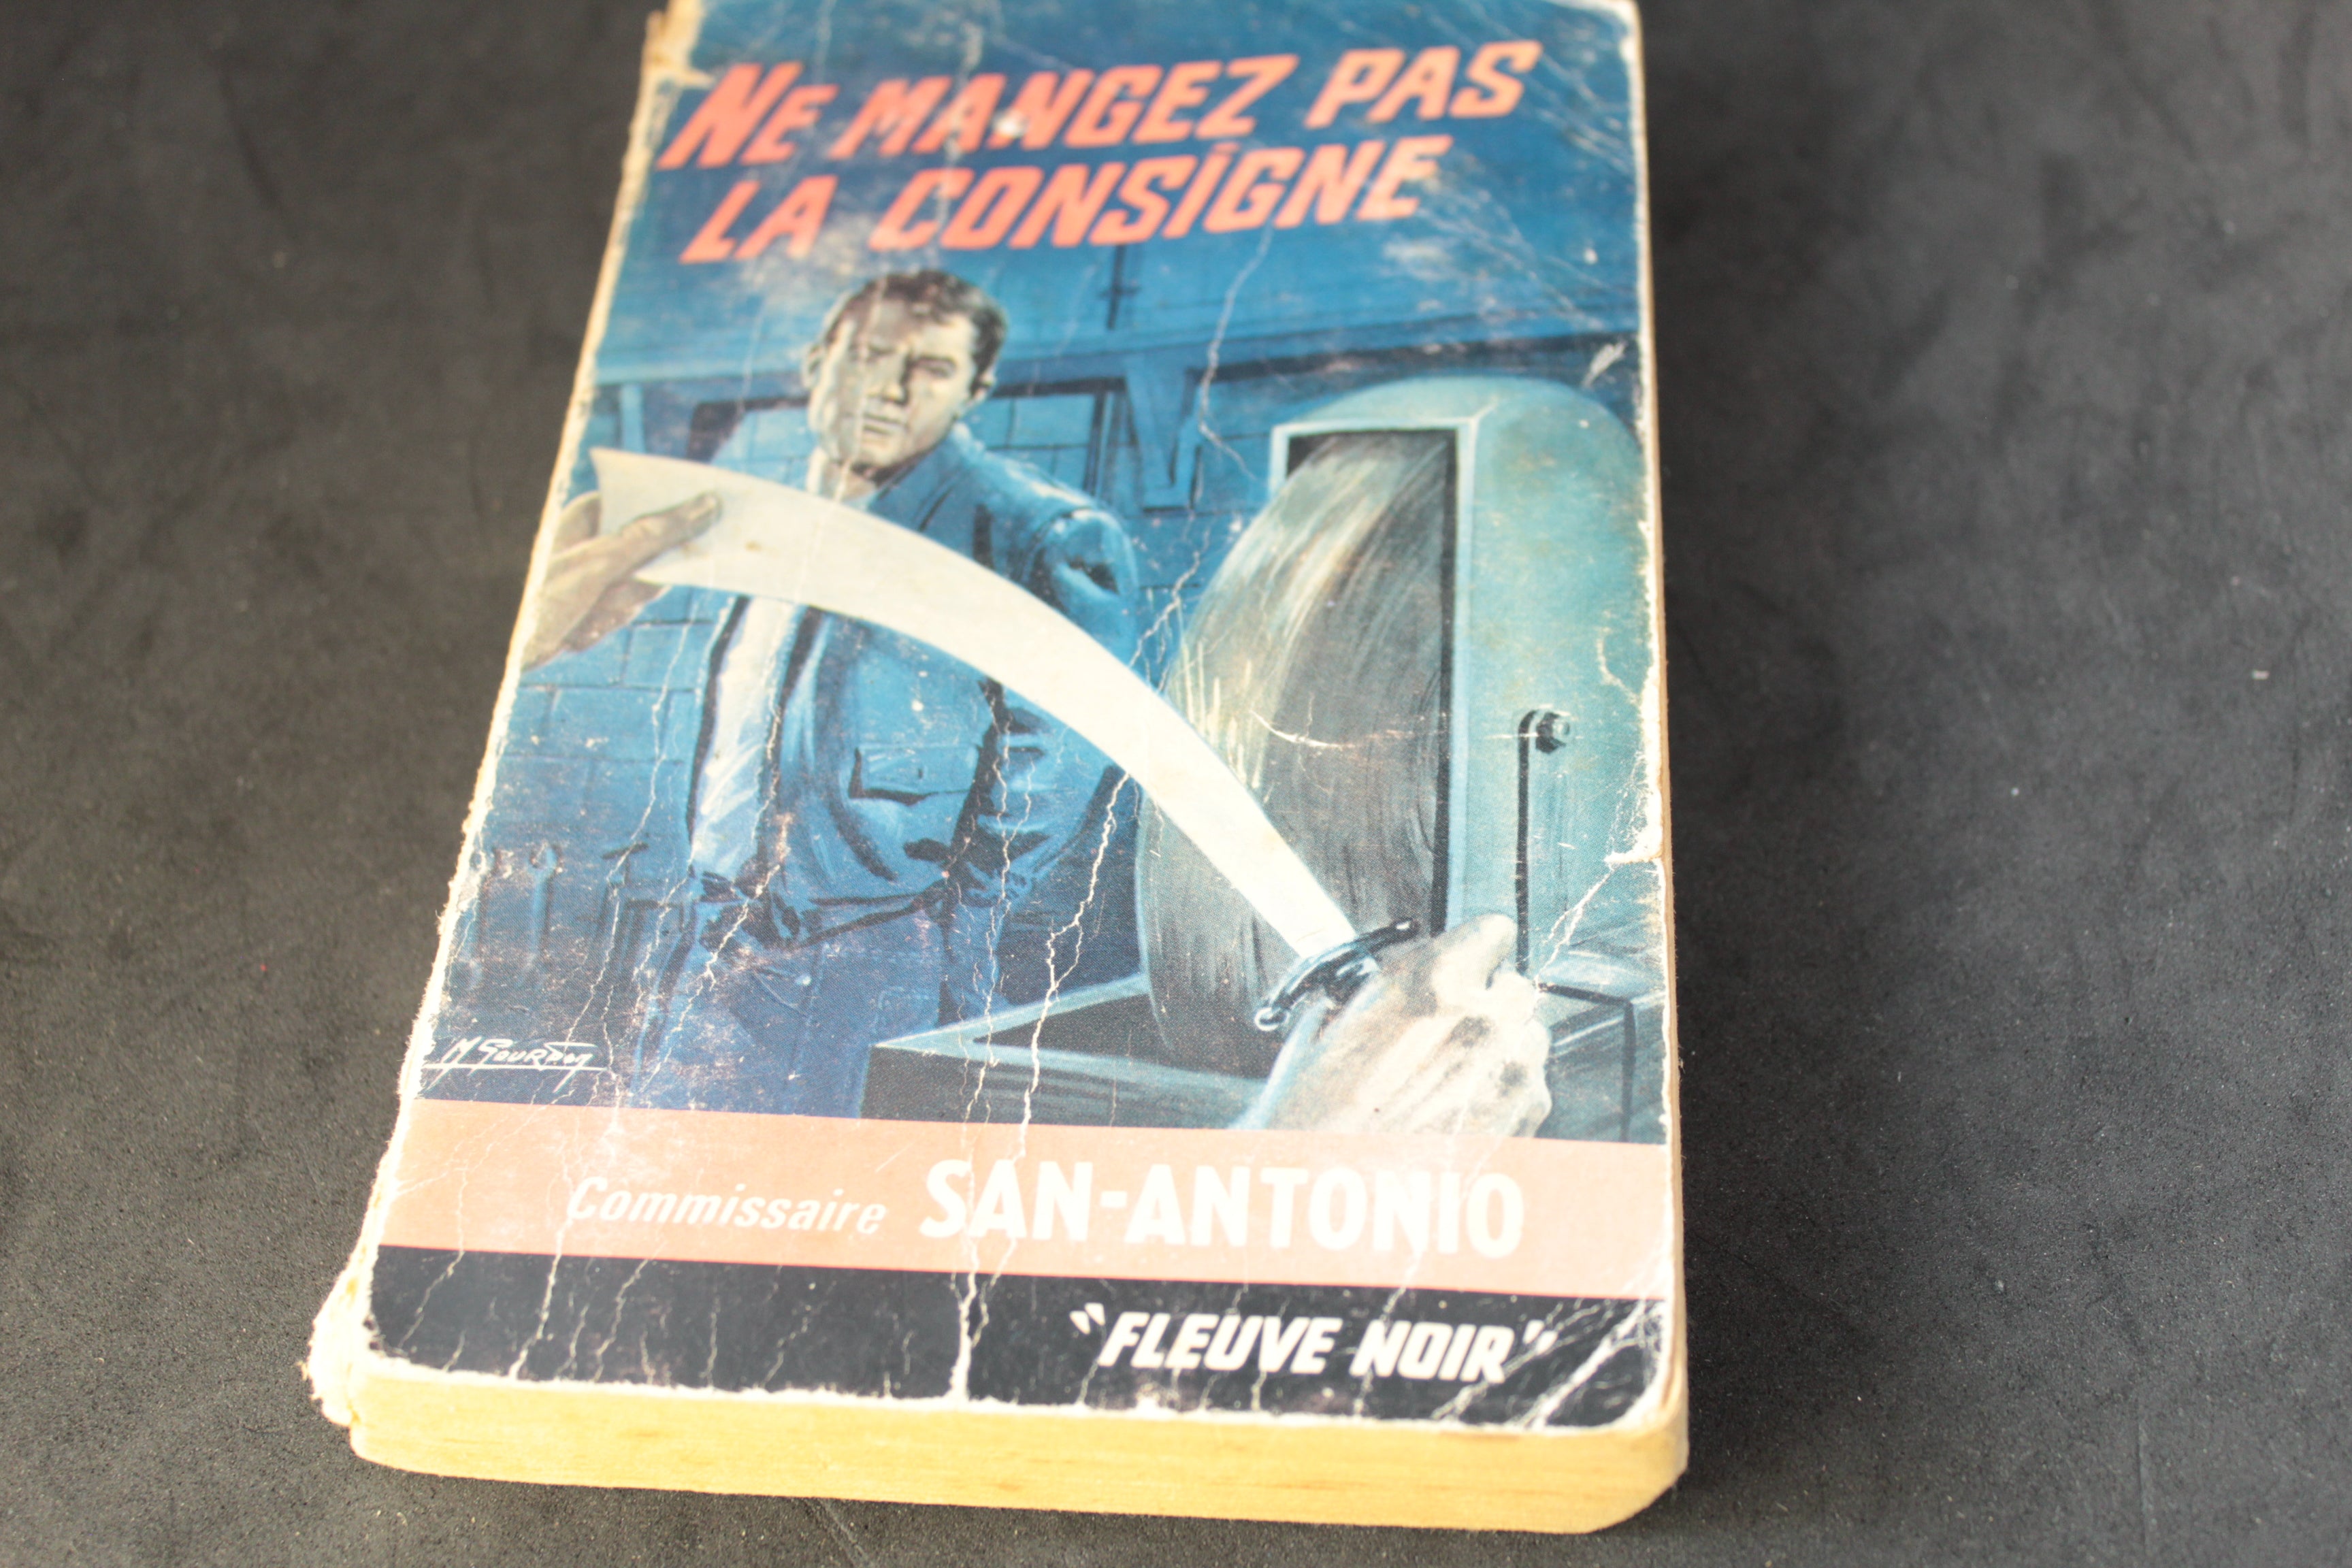 NE MANGEZ PAS
LA CONSiGNE
M GOURDON
Commissaire SAN-ANTONIO
"FLEUVE NOIR"